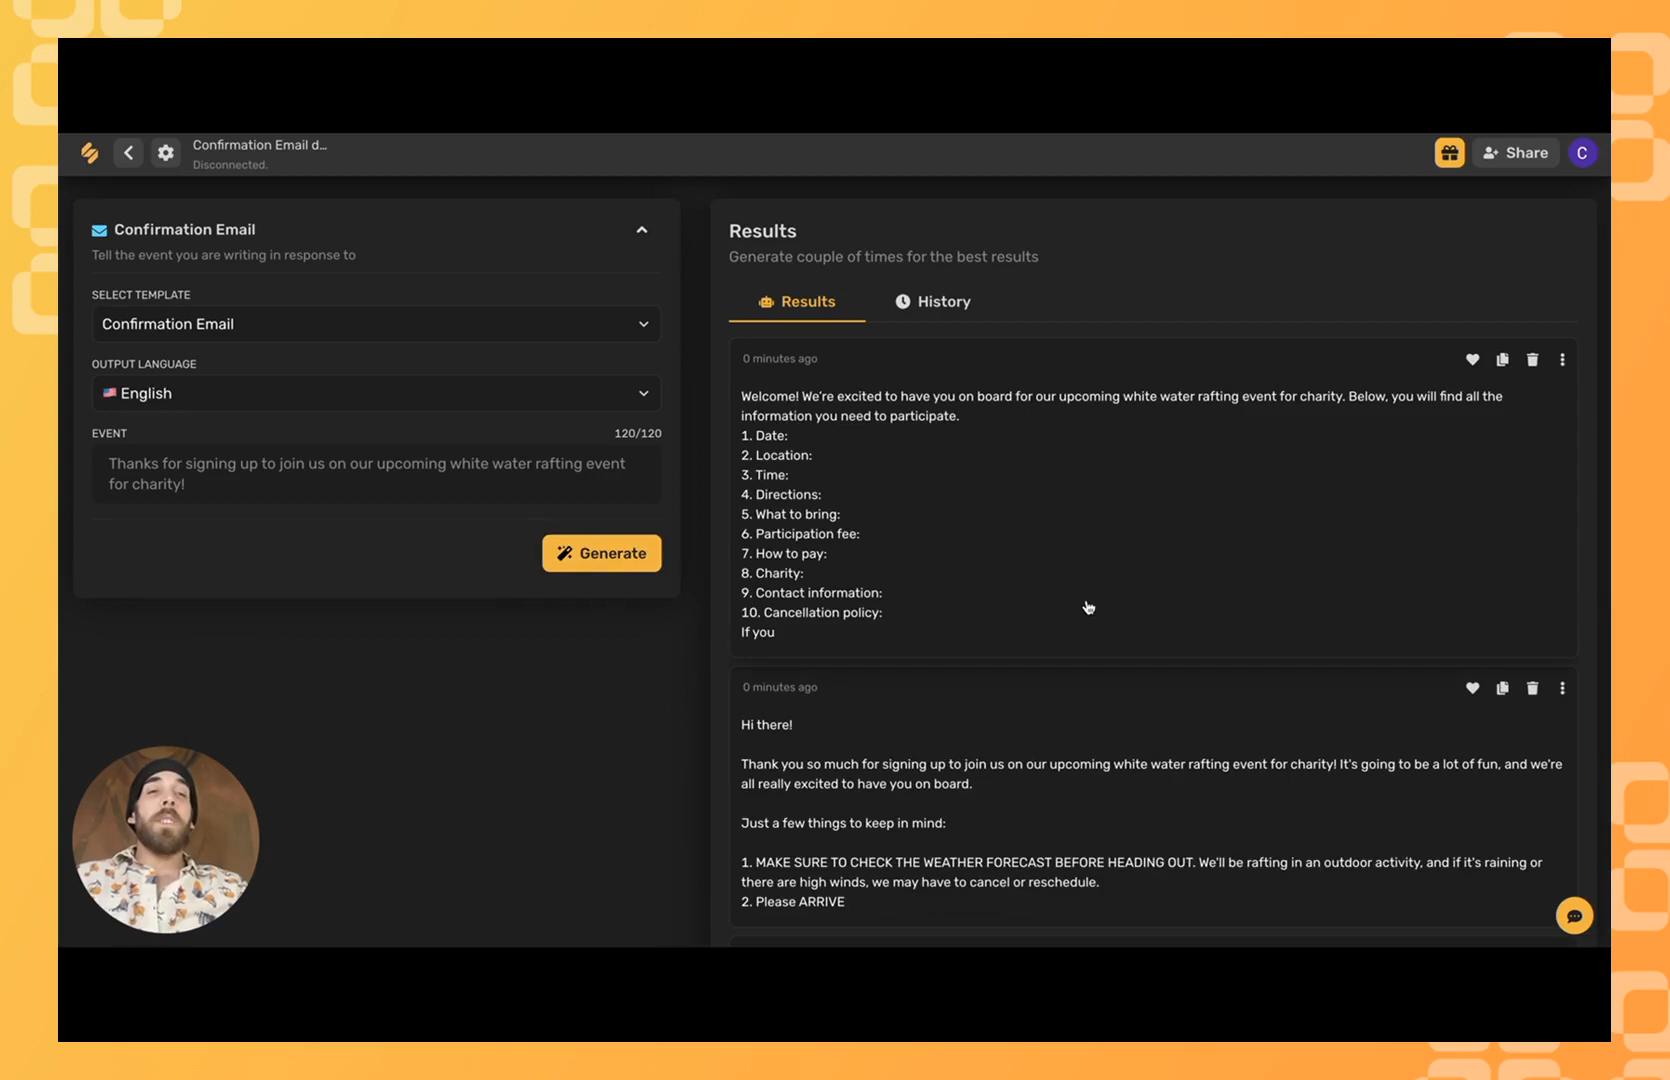 Confirmation Email d...
Disconnected.
Share
C
Confirmation Email
Tell the event you are writing in response to
SELECT TEMPLATE
Confirmation Email
OUTPUT LANGUAGE
English
EVENT
120/120
Thanks for signing up to join us on our upcoming white water rafting event
for charity!
Generate
Results
Generate couple of times for the best results
Results
History
0 minutes ago
Welcome! We're excited to have you on board for our upcoming white water rafting event for charity. Below, you will find all the
information you need to participate.
1. Date:
2. Location:
3. Time:
4. Directions:
5. What to bring:
6. Participation fee:
7. How to pay:
8. Charity:
9. Contact information:
10. Cancellation policy:
If you
0 minutes ago
Hi there!
Thank you so much for signing up to join us on our upcoming white water rafting event for charity! It's going to be a lot of fun, and we're
all really excited to have you on board.
Just a few things to keep in mind:
1. MAKE SURE TO CHECK THE WEATHER FORECAST BEFORE HEADING OUT. We'll be rafting in an outdoor activity, and if it's raining or
there are high winds, we may have to cancel or reschedule.
2. Please ARRIVE